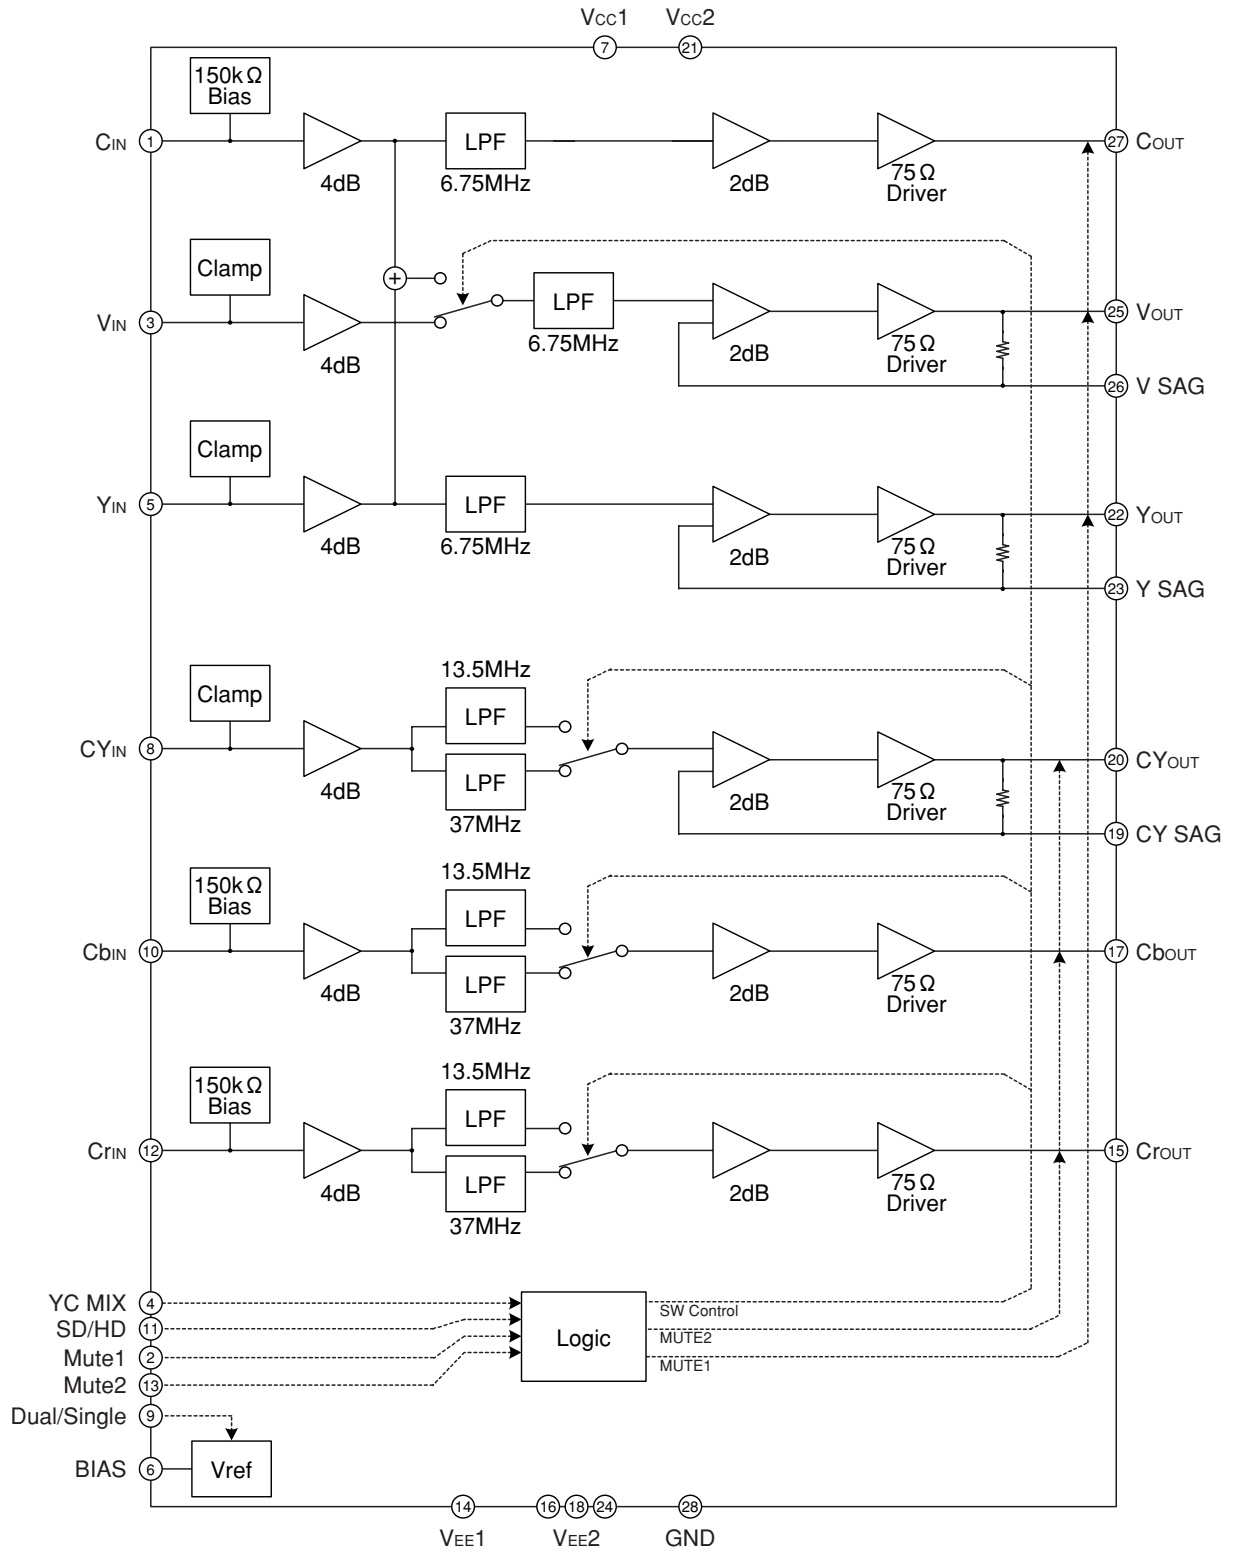 VCC1 VCC2
7 21
150kΩ
Bias
CIN 1
4dB
LPF
6.75MHz
2dB
75Ω
Driver
27 COUT
Clamp
+
VIN 3
4dB
LPF
6.75MHz
2dB
75Ω
Driver
25 VOUT
26 V SAG
Clamp
YIN 5
4dB
LPF
6.75MHz
2dB
75Ω
Driver
22 YOUT
23 Y SAG
Clamp
CYIN 8
4dB
13.5MHz
LPF
LPF
37MHz
2dB
75Ω
Driver
20 CYOUT
19 CY SAG
150kΩ
Bias
CbIN 10
4dB
13.5MHz
LPF
LPF
37MHz
2dB
75Ω
Driver
17 CbOUT
150kΩ
Bias
CrIN 12
4dB
13.5MHz
LPF
LPF
37MHz
2dB
75Ω
Driver
15 CrOUT
YC MIX 4
SD/HD 11
Mute1 2
Mute2 13
Dual/Single 9
BIAS 6
Logic
SW Control
MUTE2
MUTE1
Vref
14 16 18 24 28
VEE1 VEE2 GND